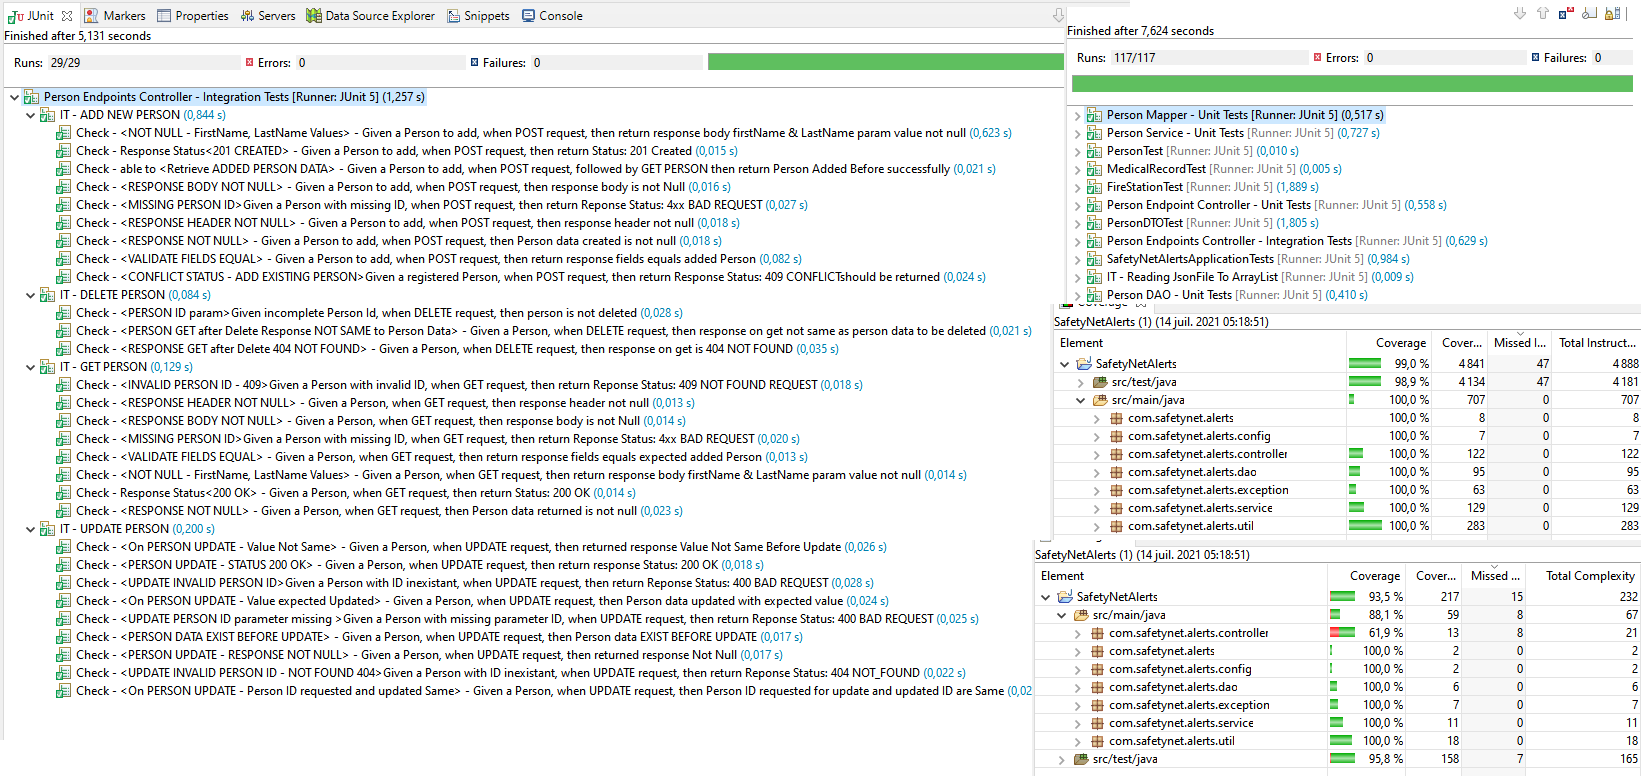 JUnit Markers Properties Servers Data Source Explorer Snippets Console
Finished after 5,131 seconds
Runs: 29/29 Errors: 0 Failures: 0
Person Endpoints Controller - Integration Tests [Runner: JUnit 5] (1,257 s)
IT - ADD NEW PERSON (0,844 s)
Check - <NOT NULL - FirstName, LastName Values> - Given a Person to add, when POST request, then return response body firstName & LastName param value not null (0,623 s)
Check - Response Status<201 CREATED> - Given a Person to add, when POST request, then return Status: 201 Created (0,015 s)
Check - able to <Retrieve ADDED PERSON DATA> - Given a Person to add, when POST request, followed by GET PERSON then return Person Added Before successfully (0,021 s)
Check - <RESPONSE BODY NOT NULL> - Given a Person to add, when POST request, then response body is not Null (0,016 s)
Check - <MISSING PERSON ID>Given a Person with missing ID, when POST request, then return Reponse Status: 4xx BAD REQUEST (0,027 s)
Check - <RESPONSE HEADER NOT NULL> - Given a Person to add, when POST request, then response header not null (0,018 s)
Check - <RESPONSE NOT NULL> - Given a Person to add, when POST request, then Person data created is not null (0,018 s)
Check - <VALIDATE FIELDS EQUAL> - Given a Person to add, when POST request, then return response fields equals added Person (0,082 s)
Check - <CONFLICT STATUS - ADD EXISTING PERSON>Given a registered Person, when POST request, then return Response Status: 409 CONFLICTshould be returned (0,024 s)
IT - DELETE PERSON (0,084 s)
Check - <PERSON ID param>Given incomplete Person Id, when DELETE request, then person is not deleted (0,028 s)
Check - <PERSON GET after Delete Response NOT SAME to Person Data> - Given a Person, when DELETE request, then response on get not same as person data to be deleted (0,021 s)
Check - <RESPONSE GET after Delete 404 NOT FOUND> - Given a Person, when DELETE request, then response on get is 404 NOT FOUND (0,035 s)
IT - GET PERSON (0,129 s)
Check - <INVALID PERSON ID - 409>Given a Person with invalid ID, when GET request, then return Reponse Status: 409 NOT FOUND REQUEST (0,018 s)
Check - <RESPONSE HEADER NOT NULL> - Given a Person, when GET request, then response header not null (0,013 s)
Check - <RESPONSE BODY NOT NULL> - Given a Person, when GET request, then response body is not Null (0,014 s)
Check - <MISSING PERSON ID>Given a Person with missing ID, when GET request, then return Reponse Status: 4xx BAD REQUEST (0,020 s)
Check - <VALIDATE FIELDS EQUAL> - Given a Person, when GET request, then return response fields equals expected added Person (0,013 s)
Check - <NOT NULL - FirstName, LastName Values> - Given a Person, when GET request, then return response body firstName & LastName param value not null (0,014 s)
Check - Response Status<200 OK> - Given a Person, when GET request, then return Status: 200 OK (0,014 s)
Check - <RESPONSE NOT NULL> - Given a Person, when GET request, then Person data returned is not null (0,023 s)
IT - UPDATE PERSON (0,200 s)
Check - <On PERSON UPDATE - Value Not Same> - Given a Person, when UPDATE request, then returned response Value Not Same Before Update (0,026 s)
Check - <PERSON UPDATE - STATUS 200 OK> - Given a Person, when UPDATE request, then return response Status: 200 OK (0,018 s)
Check - <UPDATE INVALID PERSON ID>Given a Person with ID inexistant, when UPDATE request, then return Reponse Status: 400 BAD REQUEST (0,028 s)
Check - <On PERSON UPDATE - Value expected Updated> - Given a Person, when UPDATE request, then Person data updated with expected value (0,024 s)
Check - <UPDATE PERSON ID parameter missing >Given a Person with missing parameter ID, when UPDATE request, then return Reponse Status: 400 BAD REQUEST (0,025 s)
Check - <PERSON DATA EXIST BEFORE UPDATE> - Given a Person, when UPDATE request, then Person data EXIST BEFORE UPDATE (0,017 s)
Check - <PERSON UPDATE - RESPONSE NOT NULL> - Given a Person, when UPDATE request, then returned response Not Null (0,017 s)
Check - <UPDATE INVALID PERSON ID - NOT FOUND 404>Given a Person with ID inexistant, when UPDATE request, then return Reponse Status: 404 NOT_FOUND (0,022 s)
Check - <On PERSON UPDATE - Person ID requested and updated Same> - Given a Person, when UPDATE request, then Person ID requested for update and updated ID are Same (0,02
Finished after 7,624 seconds
Runs: 117/117 Errors: 0 Failures: 0
Person Mapper - Unit Tests [Runner: JUnit 5] (0,517 s)
Person Service - Unit Tests [Runner: JUnit 5] (0,727 s)
PersonTest [Runner: JUnit 5] (0,010 s)
MedicalRecordTest [Runner: JUnit 5] (0,005 s)
FireStationTest [Runner: JUnit 5] (1,889 s)
Person Endpoint Controller - Unit Tests [Runner: JUnit 5] (0,558 s)
PersonDTOTest [Runner: JUnit 5] (1,805 s)
Person Endpoints Controller - Integration Tests [Runner: JUnit 5] (0,629 s)
SafetyNetAlertsApplicationTests [Runner: JUnit 5] (0,984 s)
IT - Reading JsonFile To ArrayList [Runner: JUnit 5] (0,009 s)
Person DAO - Unit Tests [Runner: JUnit 5] (0,410 s)
SafetyNetAlerts (1) (14 juil. 2021 05:18:51)
Element Coverage Cover... Missed I... Total Instruct...
SafetyNetAlerts 99,0 % 4 841 47 4 888
src/test/java 98,9 % 4 134 47 4 181
src/main/java 100,0 % 707 0 707
com.safetynet.alerts 100,0 % 8 0 8
com.safetynet.alerts.config 100,0 % 7 0 7
com.safetynet.alerts.controller 100,0 % 122 0 122
com.safetynet.alerts.dao 100,0 % 95 0 95
com.safetynet.alerts.exception 100,0 % 63 0 63
com.safetynet.alerts.service 100,0 % 129 0 129
com.safetynet.alerts.util 100,0 % 283 0 283
SafetyNetAlerts (1) (14 juil. 2021 05:18:51)
Element Coverage Cover... Missed ... Total Complexity
SafetyNetAlerts 93,5 % 217 15 232
src/main/java 88,1 % 59 8 67
com.safetynet.alerts.controller 61,9 % 13 8 21
com.safetynet.alerts 100,0 % 2 0 2
com.safetynet.alerts.config 100,0 % 2 0 2
com.safetynet.alerts.dao 100,0 % 6 0 6
com.safetynet.alerts.exception 100,0 % 7 0 7
com.safetynet.alerts.service 100,0 % 11 0 11
com.safetynet.alerts.util 100,0 % 18 0 18
src/test/java 95,8 % 158 7 165